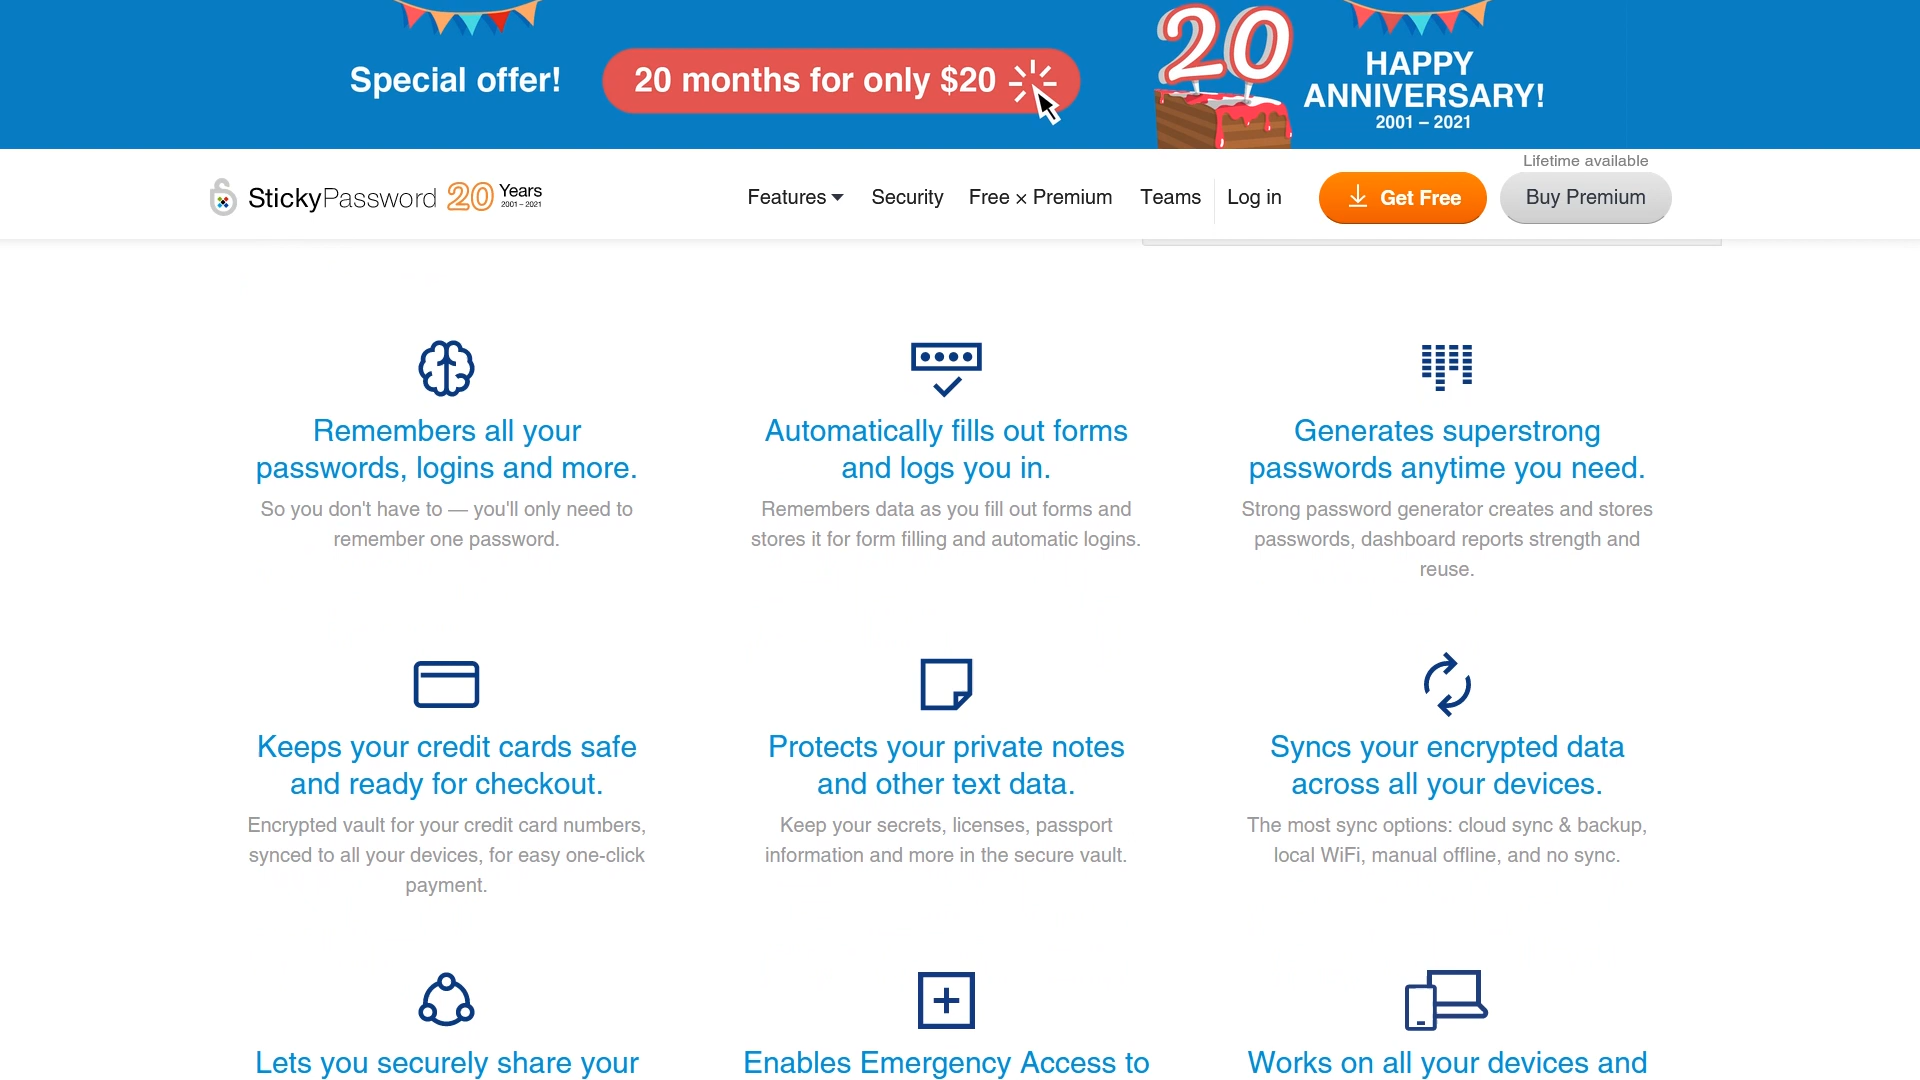 Special offer!
20 months for only $20
20
HAPPY
ANNIVERSARY!
2001 – 2021
StickyPassword 20 Years
2001 – 2021
Features
Security
Free × Premium
Teams
Log in
Get Free
Lifetime available
Buy Premium
Remembers all your
passwords, logins and more.
So you don't have to — you'll only need to
remember one password.
Automatically fills out forms
and logs you in.
Remembers data as you fill out forms and
stores it for form filling and automatic logins.
Generates superstrong
passwords anytime you need.
Strong password generator creates and stores
passwords, dashboard reports strength and
reuse.
Keeps your credit cards safe
and ready for checkout.
Encrypted vault for your credit card numbers,
synced to all your devices, for easy one-click
payment.
Protects your private notes
and other text data.
Keep your secrets, licenses, passport
information and more in the secure vault.
Syncs your encrypted data
across all your devices.
The most sync options: cloud sync & backup,
local WiFi, manual offline, and no sync.
Lets you securely share your
Enables Emergency Access to
Works on all your devices and